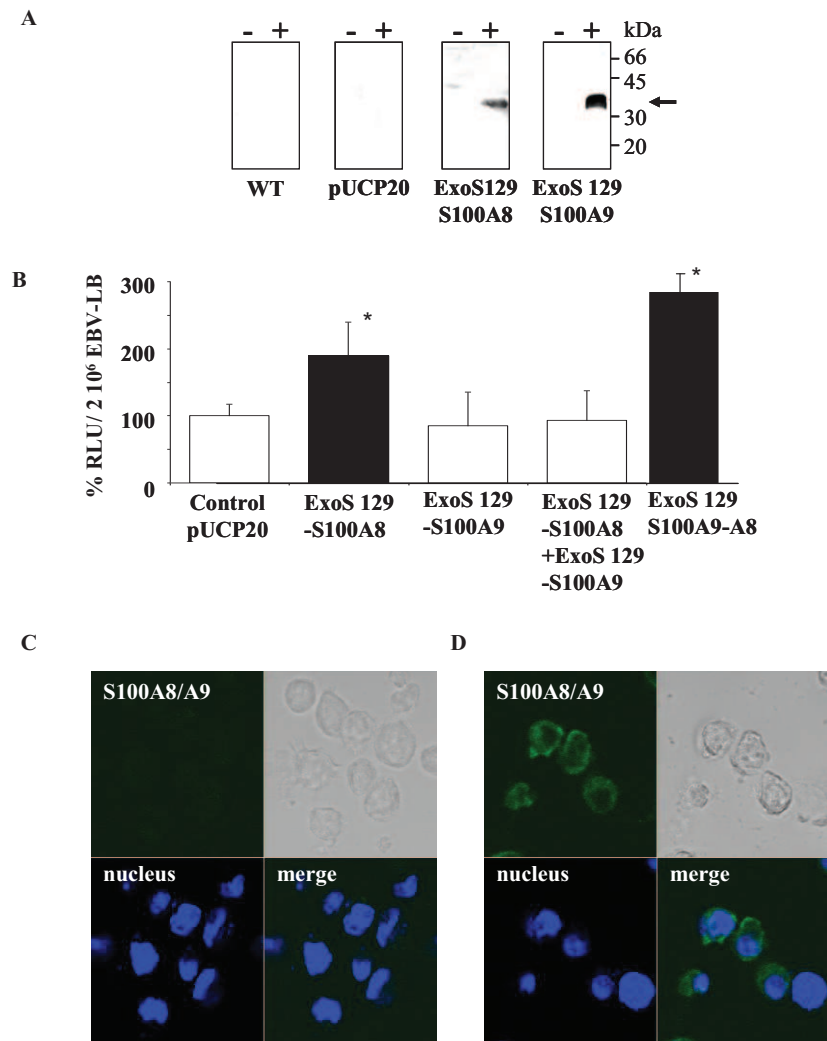 A
- + - + - + - + kDa
66
45
30
20
WT pUCP20 ExoS129 ExoS 129
S100A8 S100A9
B
% RLU/ 2 10⁶ EBV-LB
300
200
100
0
Control ExoS 129 ExoS 129 ExoS 129 ExoS 129
pUCP20 -S100A8 -S100A9 -S100A8 S100A9-A8
+ExoS 129
-S100A9
* *
C D
S100A8/A9 S100A8/A9
nucleus merge nucleus merge